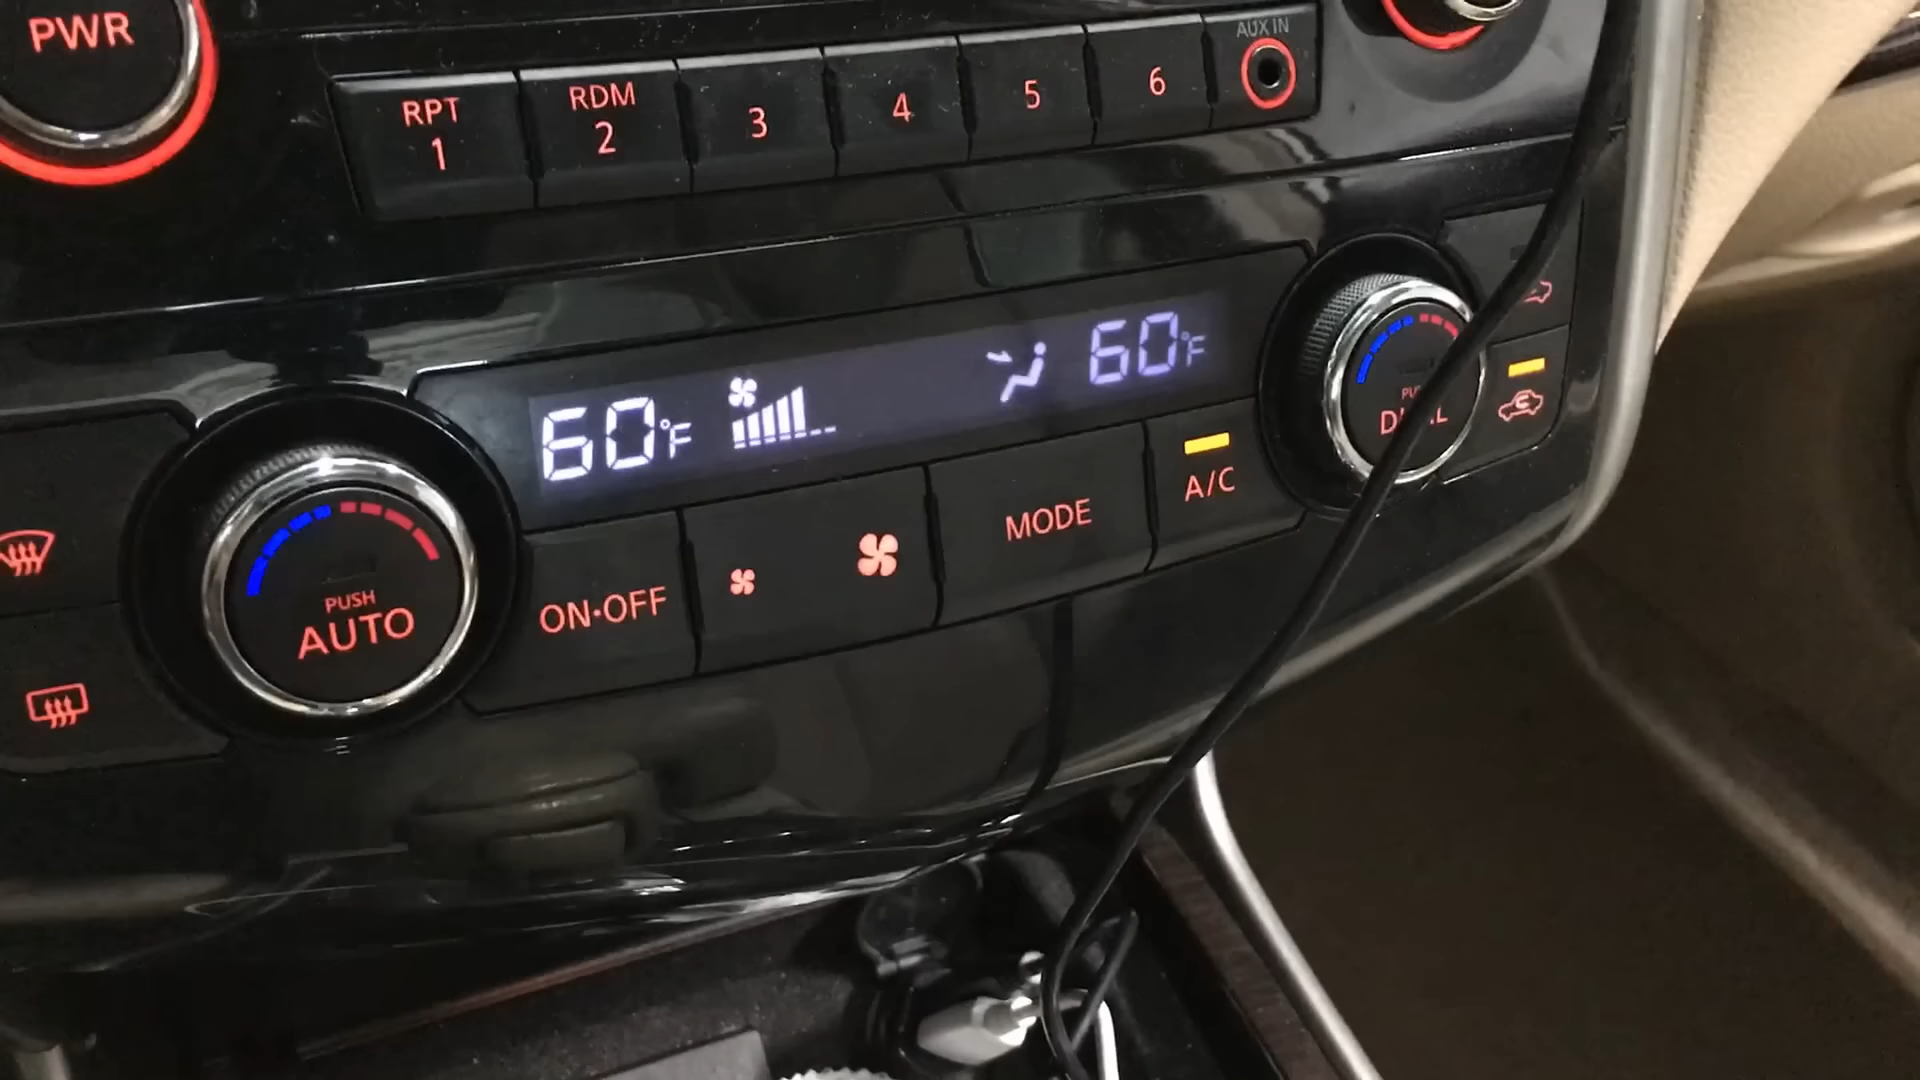 PWR
RPT
1
RDM
2
3
4
5
6
AUX IN
60°F
60°F
PUSH
AUTO
ON·OFF
MODE
A/C